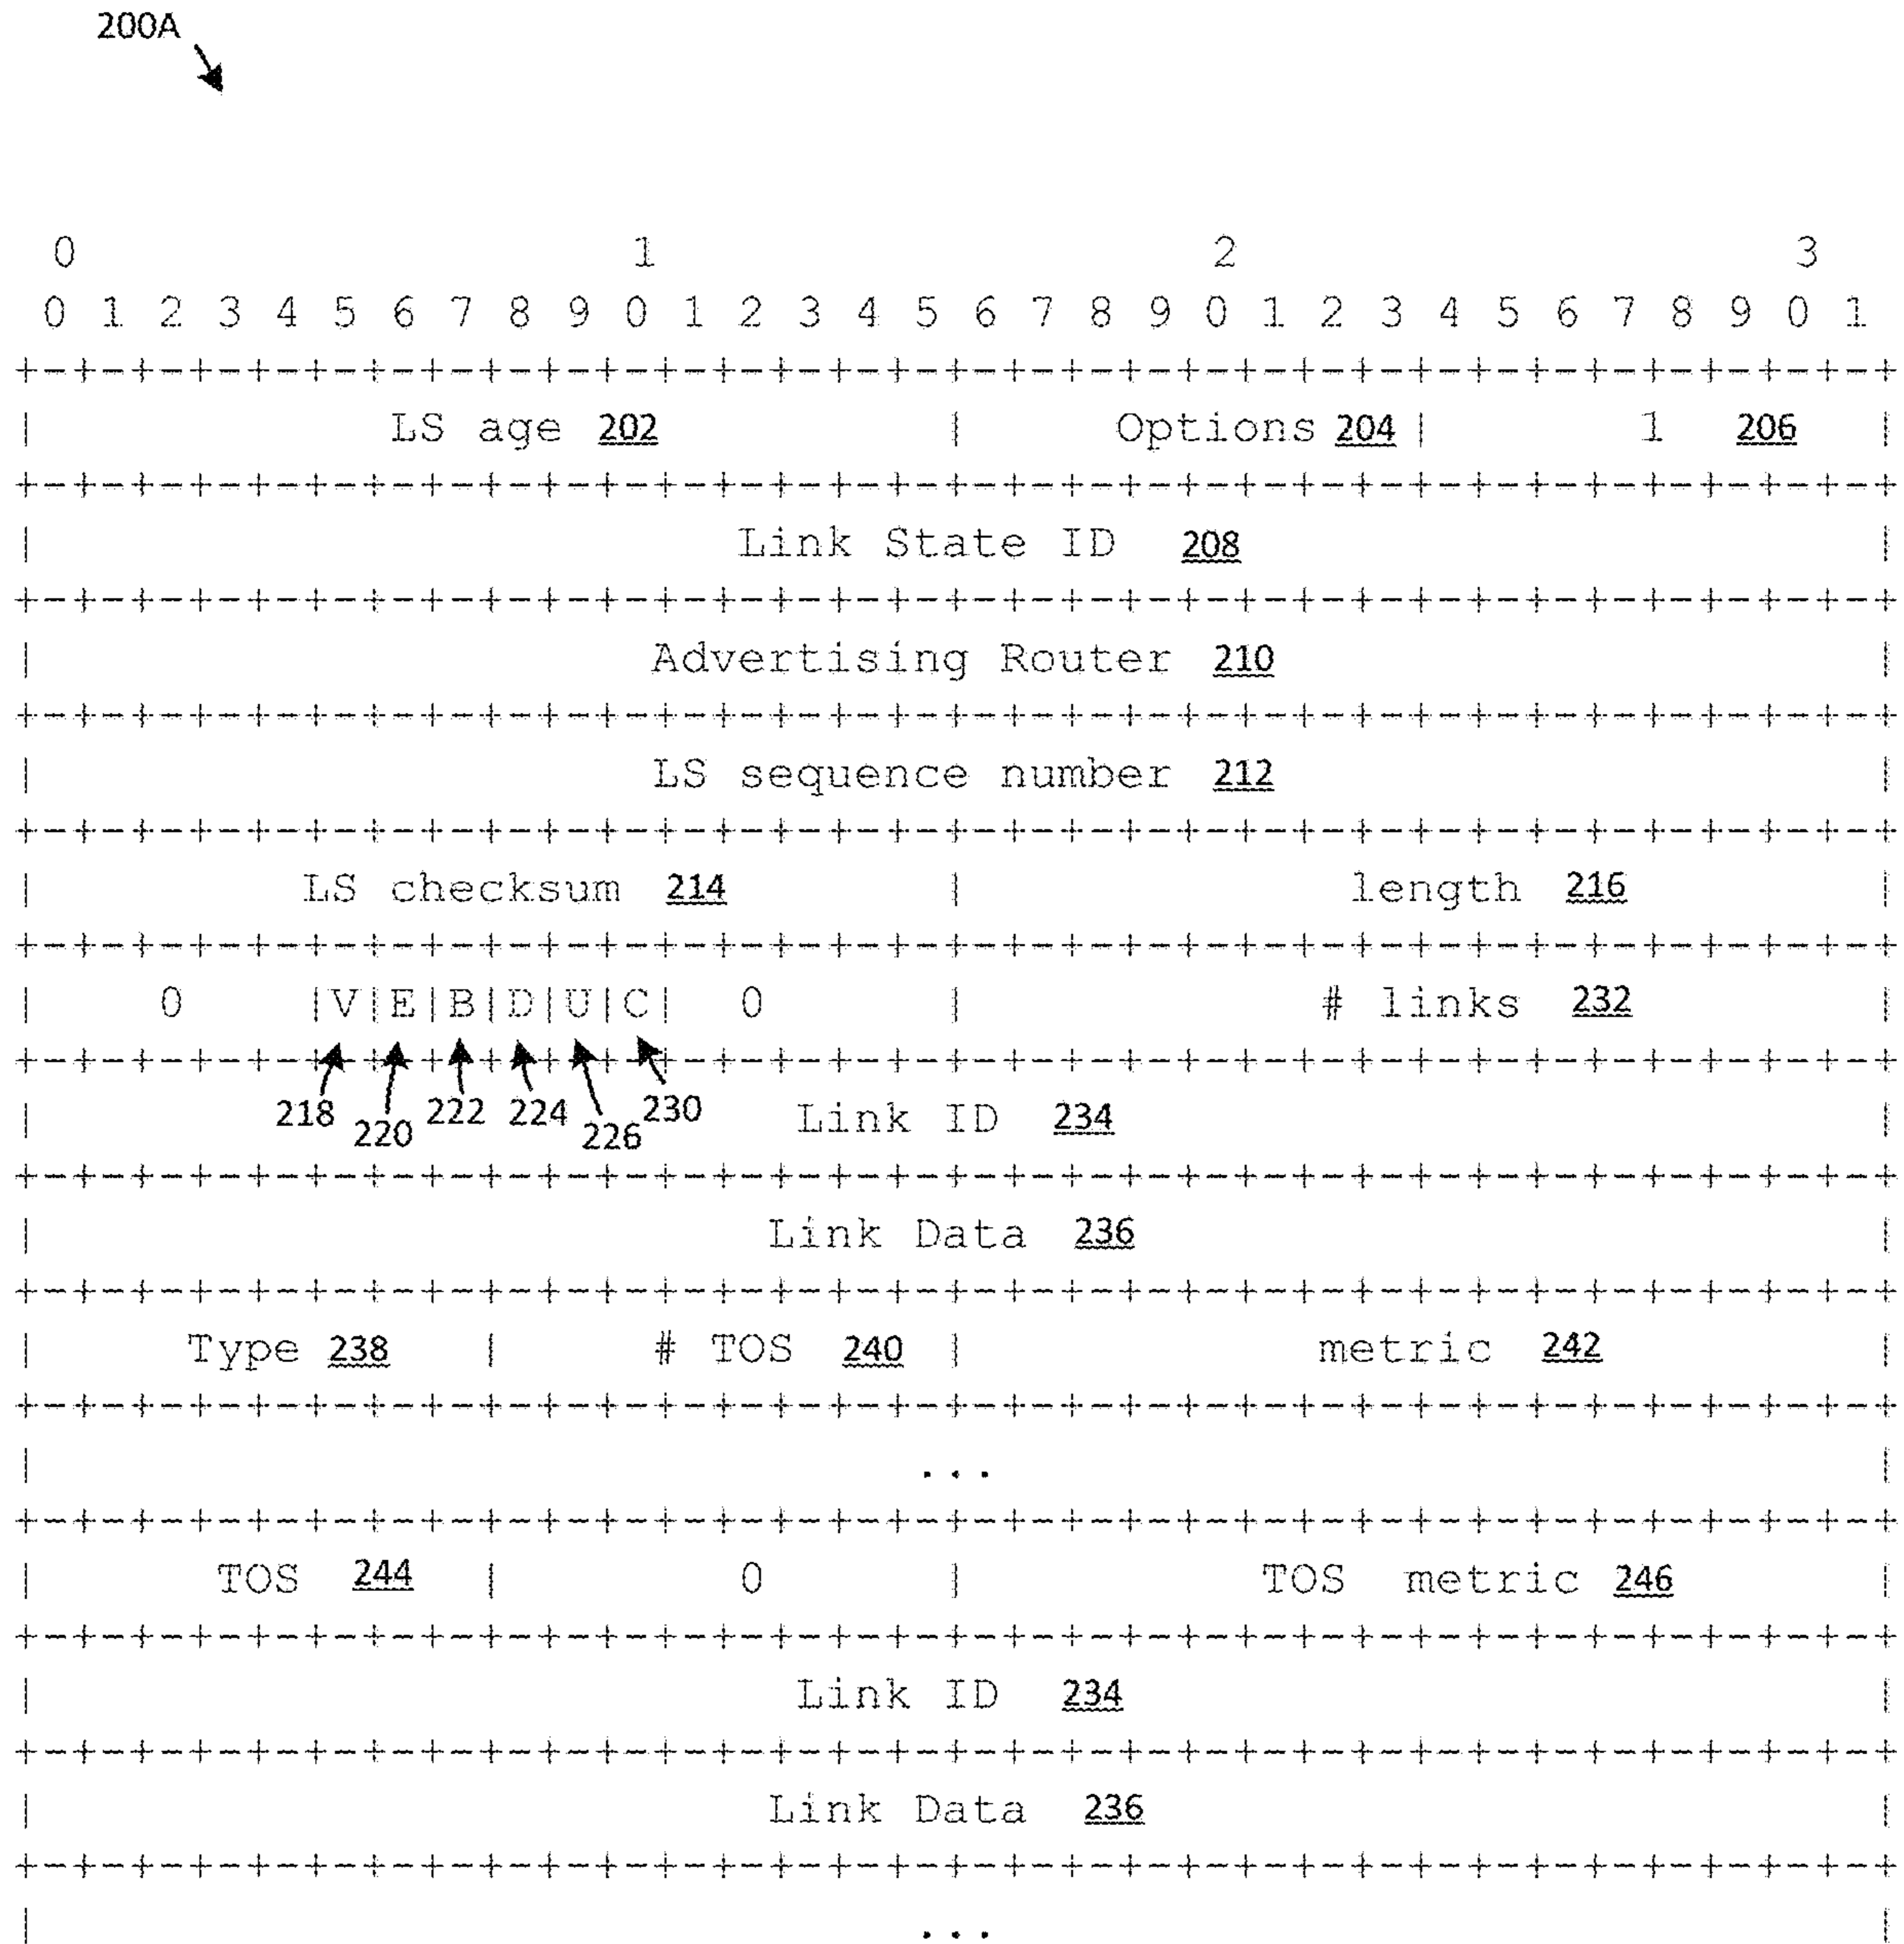 200A
0 1 2 3
0 1 2 3 4 5 6 7 8 9 0 1 2 3 4 5 6 7 8 9 0 1 2 3 4 5 6 7 8 9 0 1
+-+-+-+-+-+-+-+-+-+-+-+-+-+-+-+-+-+-+-+-+-+-+-+-+-+-+-+-+-+-+-+-+
| LS age 202 | Options 204 | 1 206 |
+-+-+-+-+-+-+-+-+-+-+-+-+-+-+-+-+-+-+-+-+-+-+-+-+-+-+-+-+-+-+-+-+
| Link State ID 208 |
+-+-+-+-+-+-+-+-+-+-+-+-+-+-+-+-+-+-+-+-+-+-+-+-+-+-+-+-+-+-+-+-+
| Advertising Router 210 |
+-+-+-+-+-+-+-+-+-+-+-+-+-+-+-+-+-+-+-+-+-+-+-+-+-+-+-+-+-+-+-+-+
| LS sequence number 212 |
+-+-+-+-+-+-+-+-+-+-+-+-+-+-+-+-+-+-+-+-+-+-+-+-+-+-+-+-+-+-+-+-+
| LS checksum 214 | length 216 |
+-+-+-+-+-+-+-+-+-+-+-+-+-+-+-+-+-+-+-+-+-+-+-+-+-+-+-+-+-+-+-+-+
| 0 |V|E|B|D|U|C| 0 | # links 232 |
+-+-+-+-+-+-+-+-+-+-+-+-+-+-+-+-+-+-+-+-+-+-+-+-+-+-+-+-+-+-+-+-+
| 218 220 222 224 226 230 Link ID 234 |
+-+-+-+-+-+-+-+-+-+-+-+-+-+-+-+-+-+-+-+-+-+-+-+-+-+-+-+-+-+-+-+-+
| Link Data 236 |
+-+-+-+-+-+-+-+-+-+-+-+-+-+-+-+-+-+-+-+-+-+-+-+-+-+-+-+-+-+-+-+-+
| Type 238 | # TOS 240 | metric 242 |
+-+-+-+-+-+-+-+-+-+-+-+-+-+-+-+-+-+-+-+-+-+-+-+-+-+-+-+-+-+-+-+-+
| ... |
+-+-+-+-+-+-+-+-+-+-+-+-+-+-+-+-+-+-+-+-+-+-+-+-+-+-+-+-+-+-+-+-+
| TOS 244 | 0 | TOS metric 246 |
+-+-+-+-+-+-+-+-+-+-+-+-+-+-+-+-+-+-+-+-+-+-+-+-+-+-+-+-+-+-+-+-+
| Link ID 234 |
+-+-+-+-+-+-+-+-+-+-+-+-+-+-+-+-+-+-+-+-+-+-+-+-+-+-+-+-+-+-+-+-+
| Link Data 236 |
+-+-+-+-+-+-+-+-+-+-+-+-+-+-+-+-+-+-+-+-+-+-+-+-+-+-+-+-+-+-+-+-+
| ... |